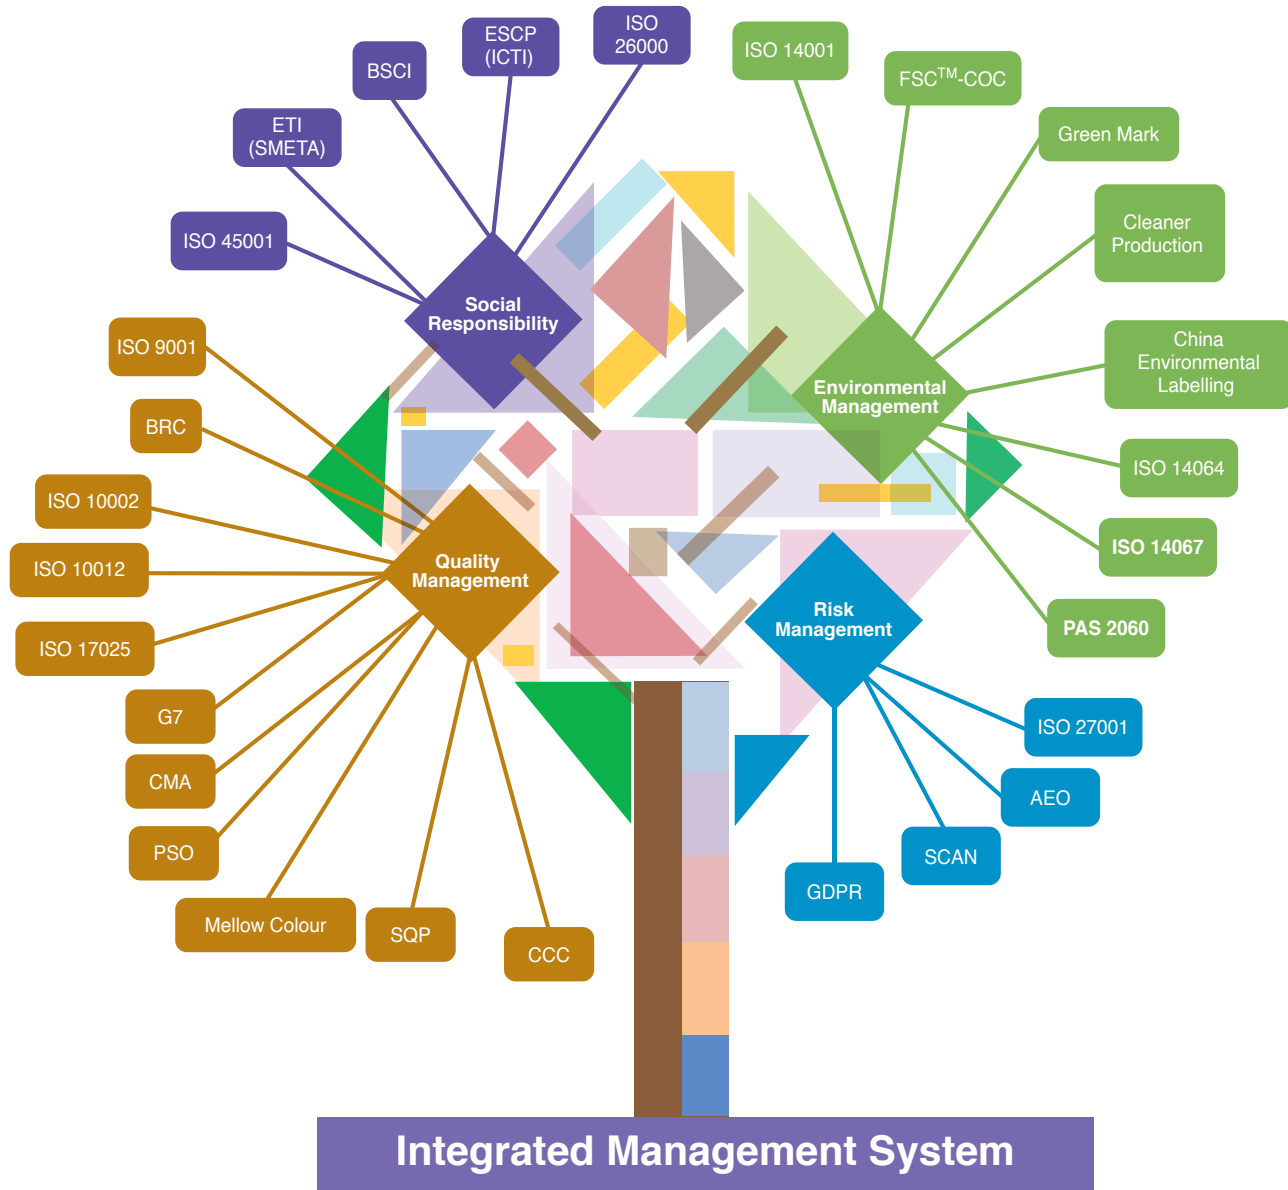 ISO
26000
ESCP
(ICTI)
BSCI
ETI
(SMETA)
ISO 45001
Social
Responsibility
ISO 14001
FSC™-COC
Green Mark
Cleaner
Production
China
Environmental
Labelling
ISO 14064
ISO 14067
PAS 2060
Environmental
Management
ISO 9001
BRC
ISO 10002
ISO 10012
ISO 17025
G7
CMA
PSO
Mellow Colour
SQP
CCC
Quality
Management
Risk
Management
ISO 27001
AEO
SCAN
GDPR
Integrated Management System